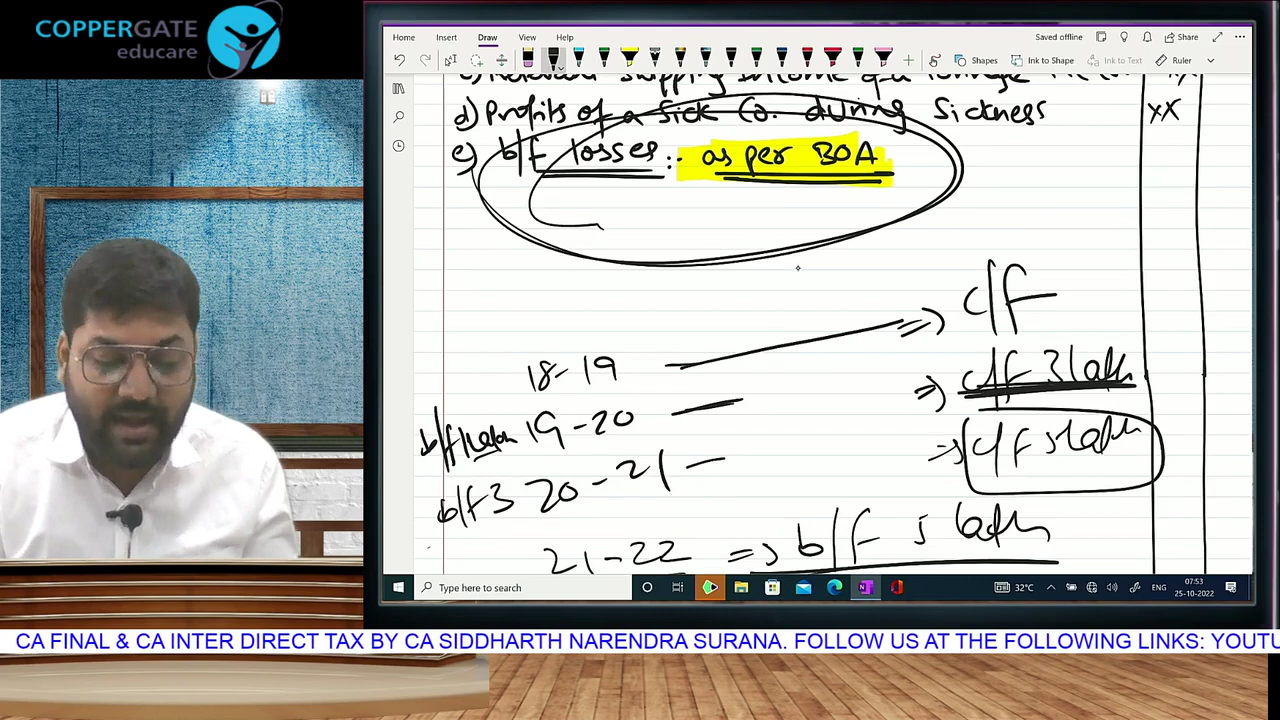 COPPERGATE
educare
Home Insert Draw View Help
Saved offline Share
Shapes Ink to Shape Ink to Text Ruler
d) Profits of a Sick Co. during Sickness XX
e) b/f losses :- as per BOA
18-19 => c/f
b/f 19-20 => c/f 3 lakh
b/f 3 20-21 - => c/f 5 lakh
21-22 => b/f 5 lakh
Type here to search
32°C ENG 07:53 25-10-2022
CA FINAL & CA INTER DIRECT TAX BY CA SIDDHARTH NARENDRA SURANA. FOLLOW US AT THE FOLLOWING LINKS: YOUTU